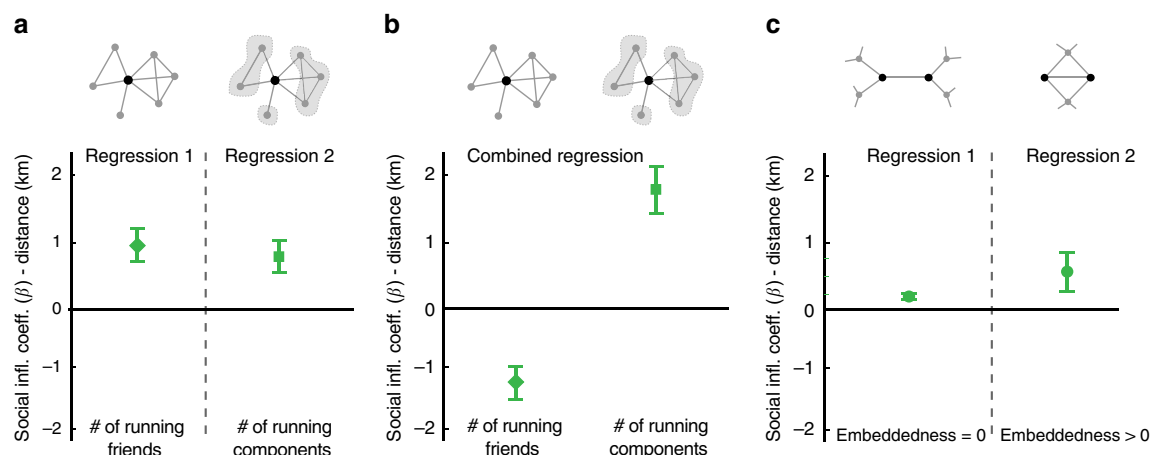 a
Social infl. coeff. (β) - distance (km)
2
1
0
–1
–2
Regression 1
Regression 2
# of running
friends
# of running
components
b
Social infl. coeff. (β) - distance (km)
2
1
0
–1
–2
Combined regression
# of running
friends
# of running
components
c
Social infl. coeff. (β) - distance (km)
2
1
0
–1
–2
Regression 1
Regression 2
Embeddedness = 0
Embeddedness > 0